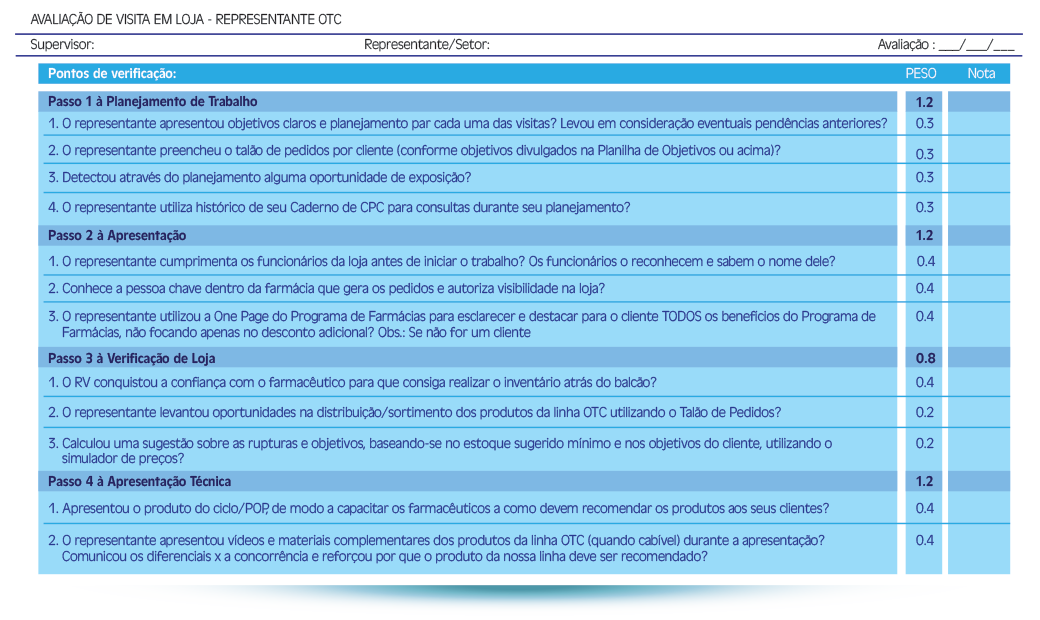 AVALIAÇÃO DE VISITA EM LOJA - REPRESENTANTE OTC
Supervisor: Representante/Setor: Avaliação : ___/___/___
Pontos de verificação: PESO Nota
Passo 1 à Planejamento de Trabalho 1.2
1. O representante apresentou objetivos claros e planejamento par cada uma das visitas? Levou em consideração eventuais pendências anteriores? 0.3
2. O representante preencheu o talão de pedidos por cliente (conforme objetivos divulgados na Planilha de Objetivos ou acima)? 0.3
3. Detectou através do planejamento alguma oportunidade de exposição? 0.3
4. O representante utiliza histórico de seu Caderno de CPC para consultas durante seu planejamento? 0.3
Passo 2 à Apresentação 1.2
1. O representante cumprimenta os funcionários da loja antes de iniciar o trabalho? Os funcionários o reconhecem e sabem o nome dele? 0.4
2. Conhece a pessoa chave dentro da farmácia que gera os pedidos e autoriza visibilidade na loja? 0.4
3. O representante utilizou a One Page do Programa de Farmácias para esclarecer e destacar para o cliente TODOS os benefícios do Programa de 0.4
Farmácias, não focando apenas no desconto adicional? Obs.: Se não for um cliente
Passo 3 à Verificação de Loja 0.8
1. O RV conquistou a confiança com o farmacêutico para que consiga realizar o inventário atrás do balcão? 0.4
2. O representante levantou oportunidades na distribuição/sortimento dos produtos da linha OTC utilizando o Talão de Pedidos? 0.2
3. Calculou uma sugestão sobre as rupturas e objetivos, baseando-se no estoque sugerido mínimo e nos objetivos do cliente, utilizando o 0.2
simulador de preços?
Passo 4 à Apresentação Técnica 1.2
1. Apresentou o produto do ciclo/POP, de modo a capacitar os farmacêuticos a como devem recomendar os produtos aos seus clientes? 0.4
2. O representante apresentou vídeos e materiais complementares dos produtos da linha OTC (quando cabível) durante a apresentação? 0.4
Comunicou os diferenciais x a concorrência e reforçou por que o produto da nossa linha deve ser recomendado?